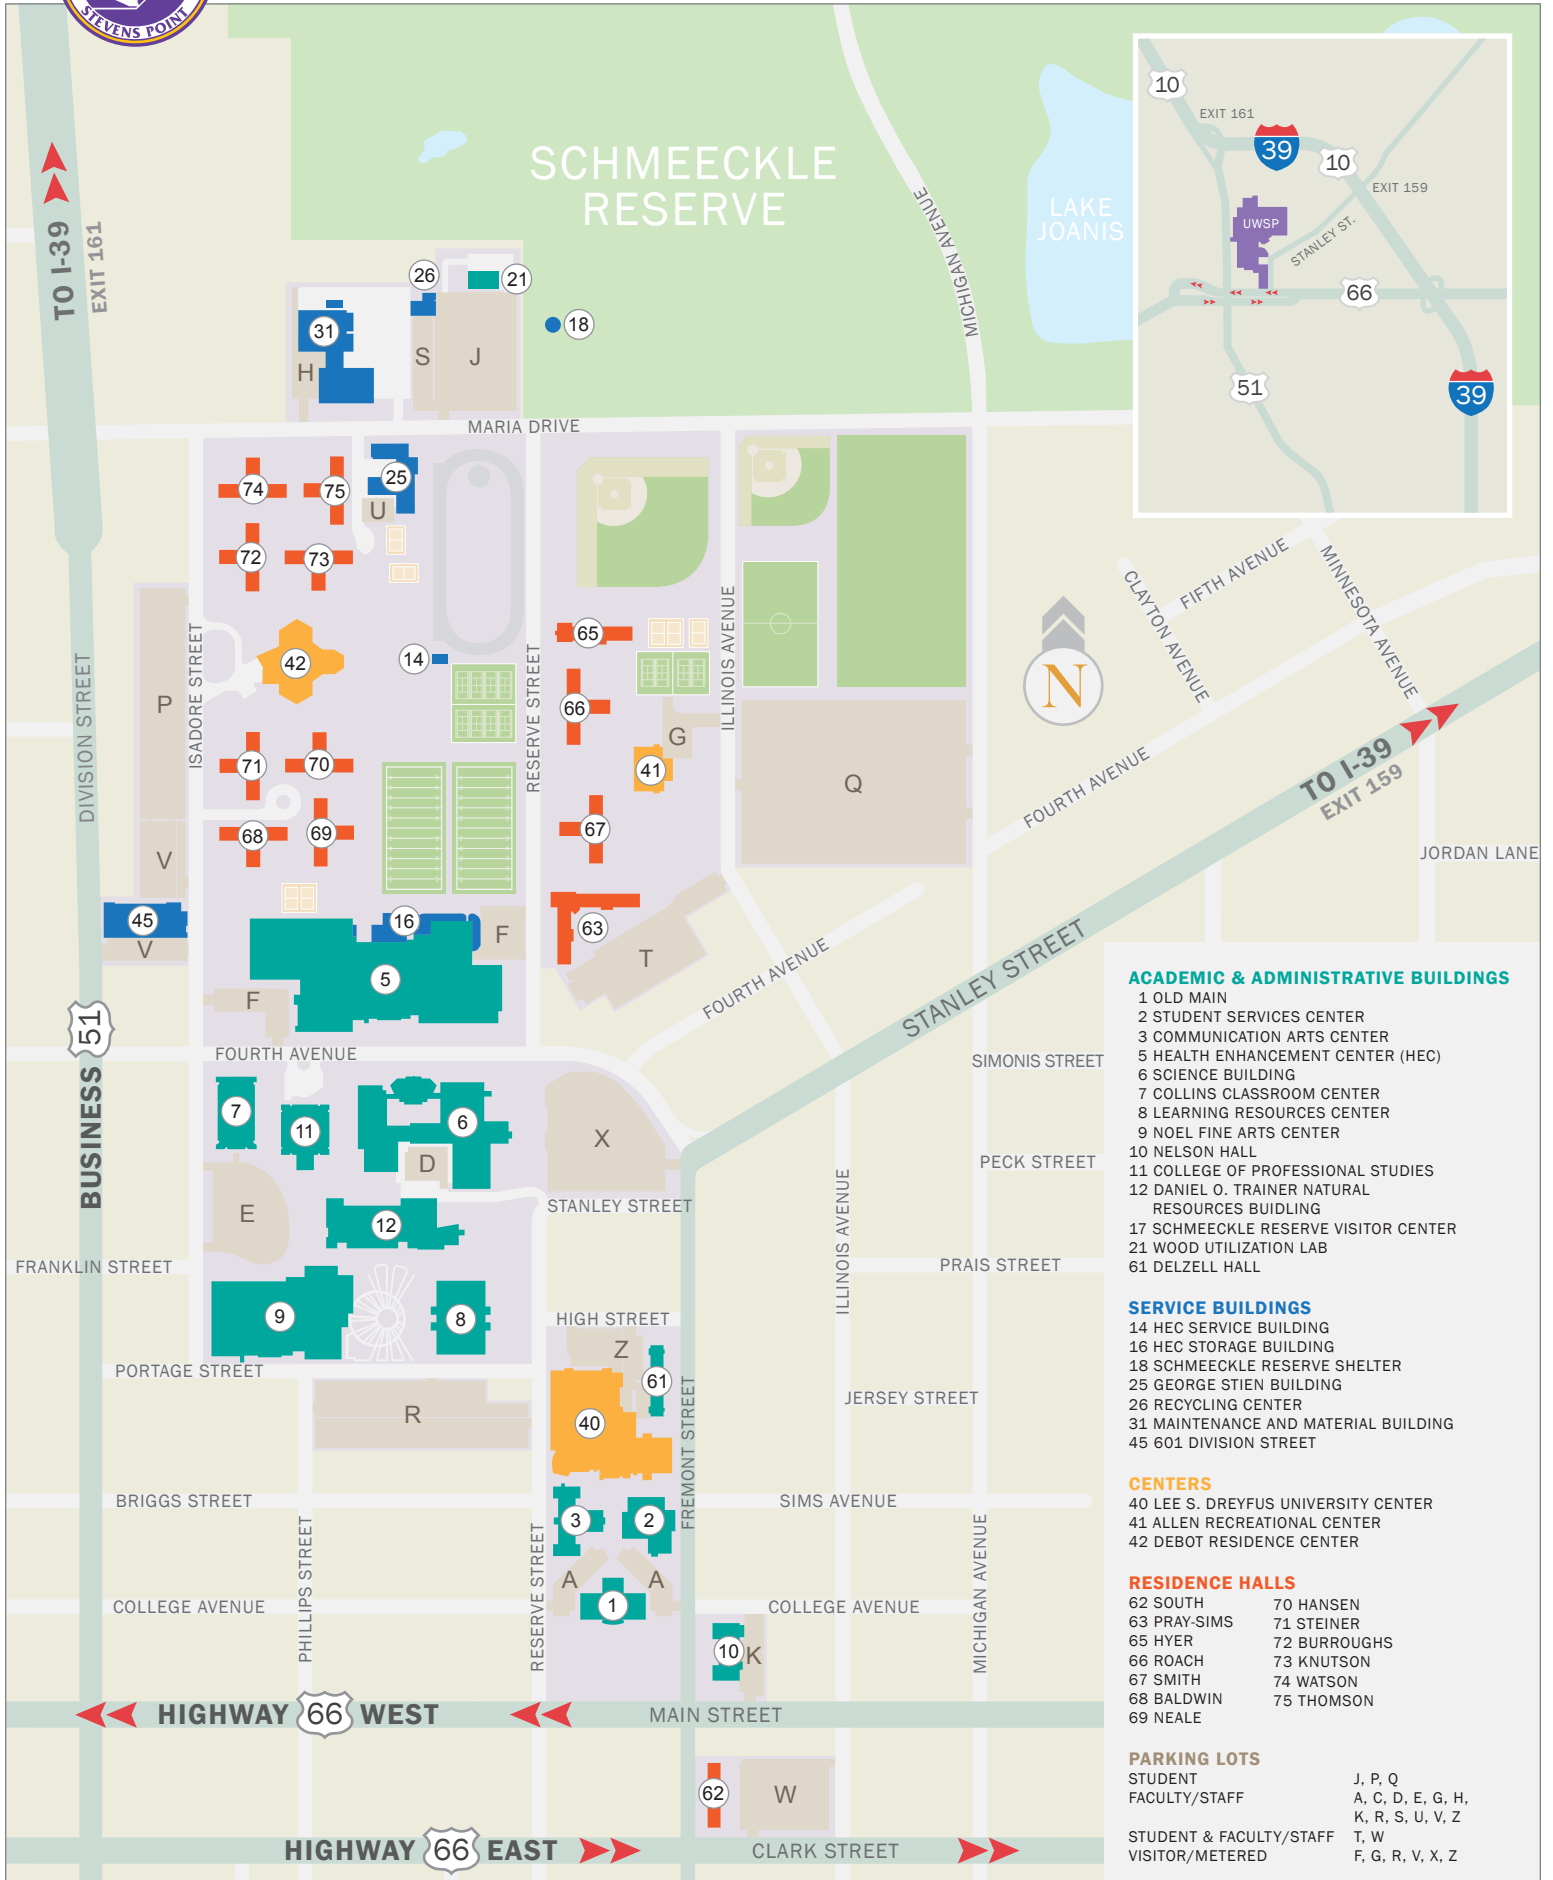 STEVENS POINT
10
EXIT 161
39
10
EXIT 159
UWSP
STANLEY ST.
66
51
39
SCHMEECKLE
RESERVE
LAKE
JOANIS
MICHIGAN AVENUE
TO I-39
EXIT 161
26
21
18
31
H
S
J
MARIA DRIVE
74
75
25
U
72
73
42
14
65
66
G
41
P
ISADORE STREET
DIVISION STREET
RESERVE STREET
ILLINOIS AVENUE
71
70
68
69
67
Q
V
45
V
16
F
63
T
5
F
CLAYTON AVENUE
FIFTH AVENUE
MINNESOTA AVENUE
N
FOURTH AVENUE
TO I-39
EXIT 159
JORDAN LANE
STANLEY STREET
FOURTH AVENUE
BUSINESS 51
FOURTH AVENUE
SIMONIS STREET
7
11
6
D
X
E
12
PECK STREET
STANLEY STREET
ILLINOIS AVENUE
FRANKLIN STREET
PRAIS STREET
9
8
HIGH STREET
Z
61
PORTAGE STREET
R
40
JERSEY STREET
FREMONT STREET
BRIGGS STREET
SIMS AVENUE
3
2
PHILLIPS STREET
RESERVE STREET
MICHIGAN AVENUE
A
A
1
COLLEGE AVENUE
COLLEGE AVENUE
10
K
HIGHWAY 66 WEST
MAIN STREET
62
W
HIGHWAY 66 EAST
CLARK STREET
ACADEMIC & ADMINISTRATIVE BUILDINGS
1 OLD MAIN
2 STUDENT SERVICES CENTER
3 COMMUNICATION ARTS CENTER
5 HEALTH ENHANCEMENT CENTER (HEC)
6 SCIENCE BUILDING
7 COLLINS CLASSROOM CENTER
8 LEARNING RESOURCES CENTER
9 NOEL FINE ARTS CENTER
10 NELSON HALL
11 COLLEGE OF PROFESSIONAL STUDIES
12 DANIEL O. TRAINER NATURAL
RESOURCES BUIDLING
17 SCHMEECKLE RESERVE VISITOR CENTER
21 WOOD UTILIZATION LAB
61 DELZELL HALL
SERVICE BUILDINGS
14 HEC SERVICE BUILDING
16 HEC STORAGE BUILDING
18 SCHMEECKLE RESERVE SHELTER
25 GEORGE STIEN BUILDING
26 RECYCLING CENTER
31 MAINTENANCE AND MATERIAL BUILDING
45 601 DIVISION STREET
CENTERS
40 LEE S. DREYFUS UNIVERSITY CENTER
41 ALLEN RECREATIONAL CENTER
42 DEBOT RESIDENCE CENTER
RESIDENCE HALLS
62 SOUTH
63 PRAY-SIMS
65 HYER
66 ROACH
67 SMITH
68 BALDWIN
69 NEALE
70 HANSEN
71 STEINER
72 BURROUGHS
73 KNUTSON
74 WATSON
75 THOMSON
PARKING LOTS
STUDENT J, P, Q
FACULTY/STAFF A, C, D, E, G, H,
K, R, S, U, V, Z
STUDENT & FACULTY/STAFF T, W
VISITOR/METERED F, G, R, V, X, Z